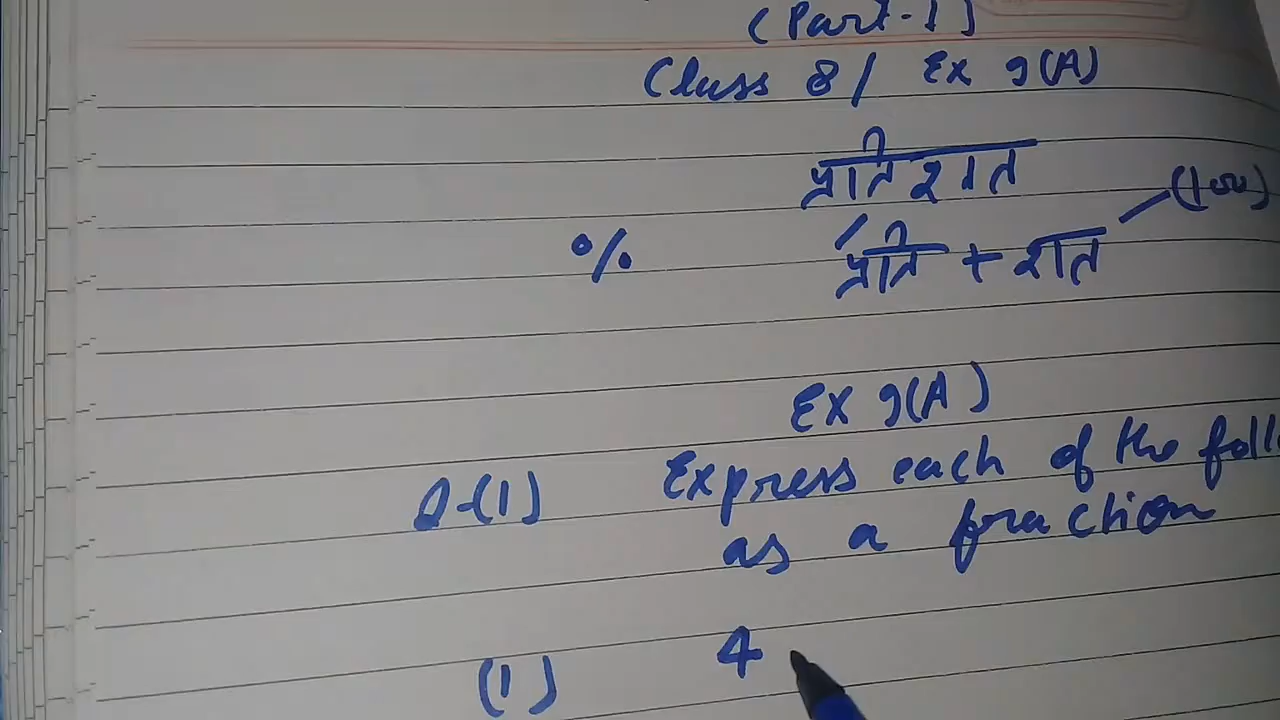 (Part-1)
Class 8 / Ex 9(A)
प्रतिशत
% प्रति + शत (100)
Ex 9(A)
Q-(1) Express each of the foll
as a fraction
(1) 4